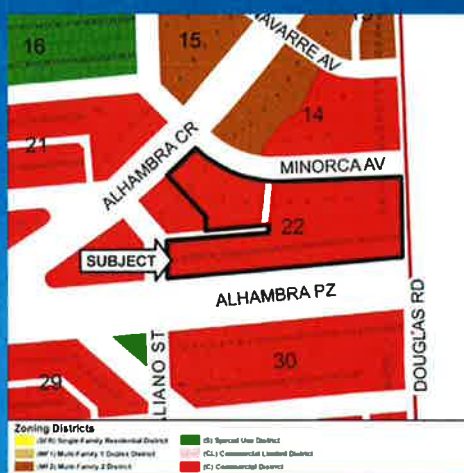 16
15
NAVARRE AV
14
21
ALHAMBRA CR
MINORCA AV
22
SUBJECT
ALHAMBRA PZ
DOUGLAS RD
LIANO ST
30
29
Zoning Districts
(SFR) Single-Family Residential District
(S) Special Use District
(MF1) Multi-Family 1 Duplex District
(CL) Commercial Limited District
(MF2) Multi-Family 2 District
(C) Commercial District